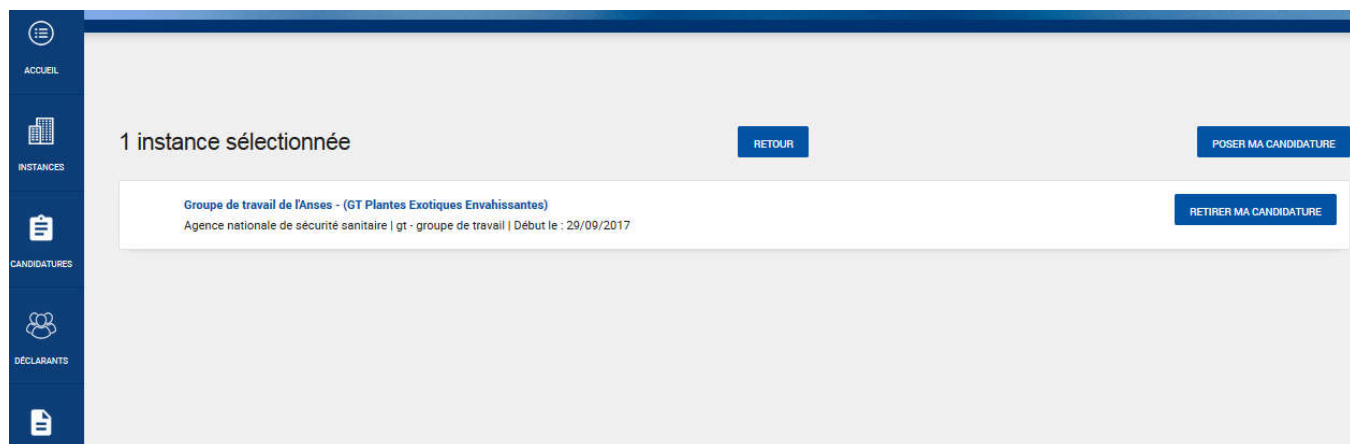 ACCUEIL
INSTANCES
CANDIDATURES
DÉCLARANTS
1 instance sélectionnée
RETOUR
POSER MA CANDIDATURE
Groupe de travail de l'Anses - (GT Plantes Exotiques Envahissantes)
Agence nationale de sécurité sanitaire | gt - groupe de travail | Début le : 29/09/2017
RETIRER MA CANDIDATURE